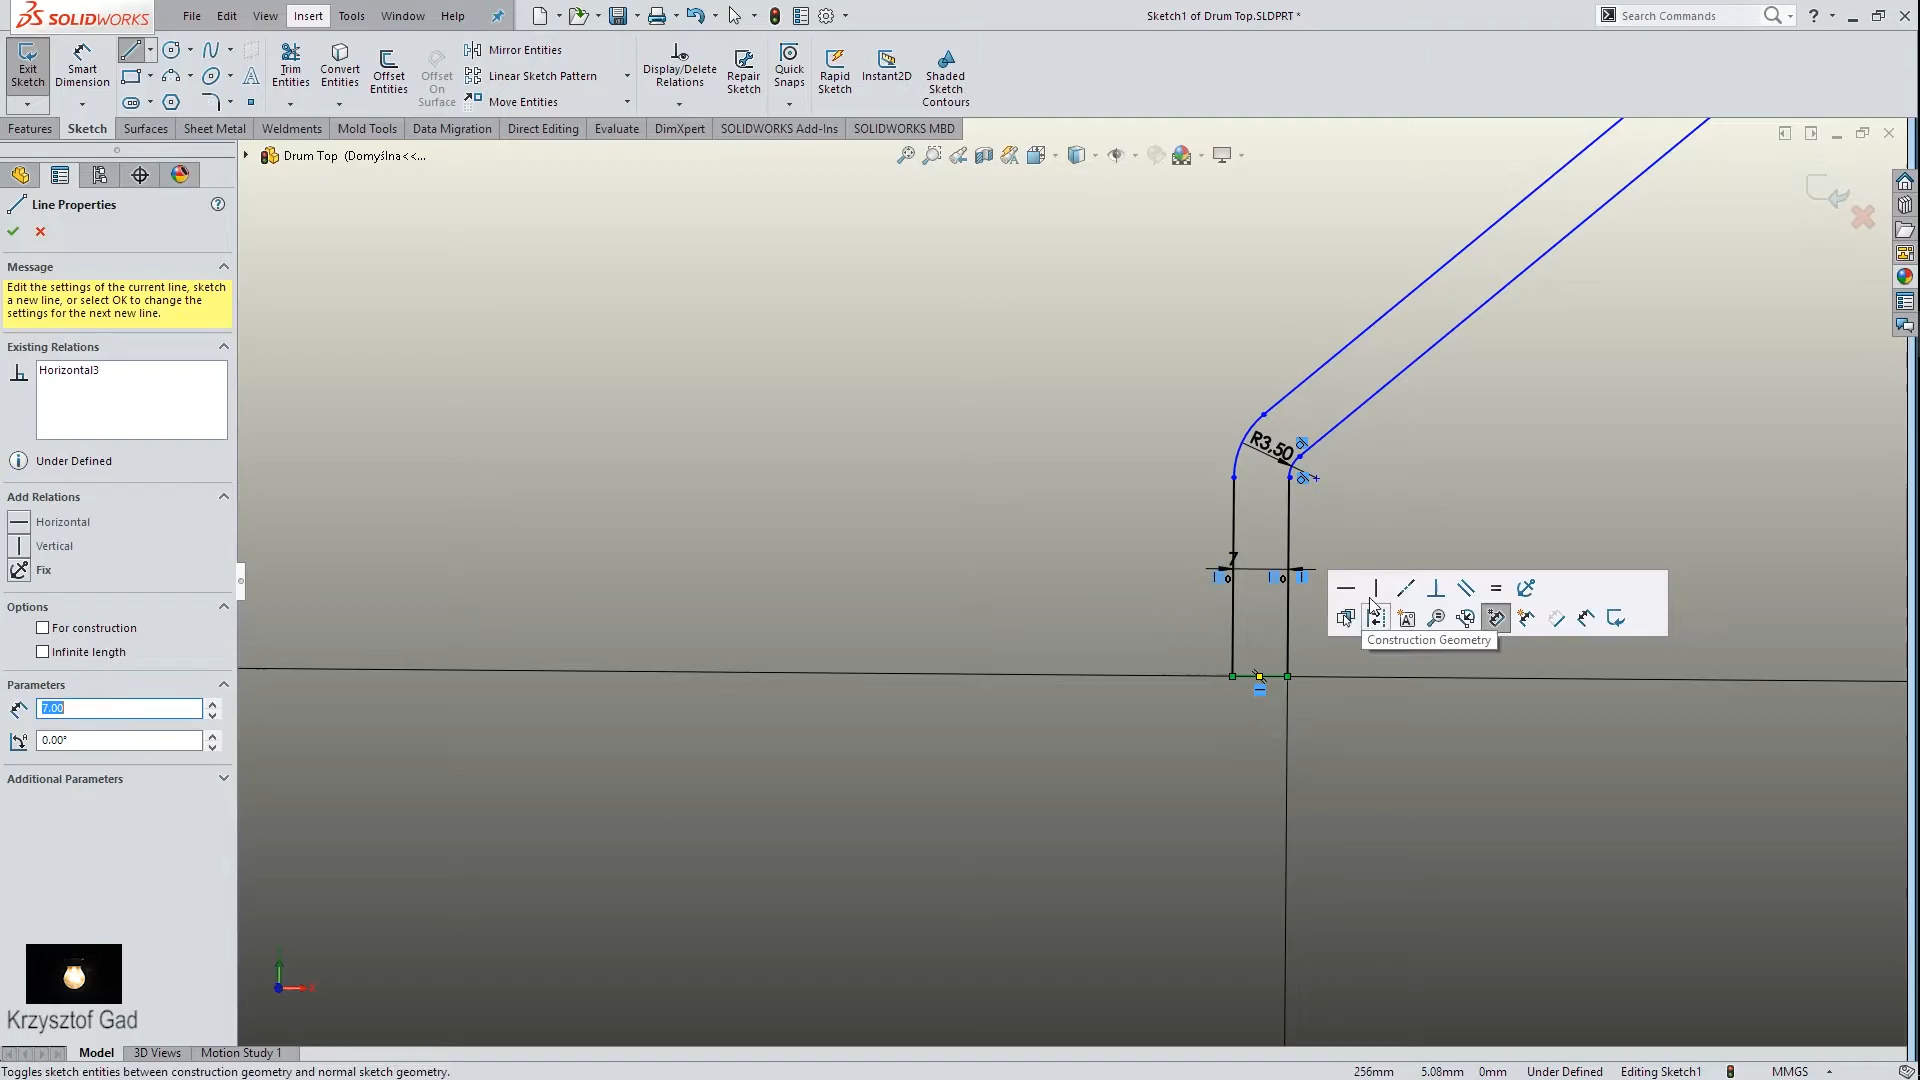 SOLIDWORKS
File Edit View Insert Tools Window Help
Sketch1 of Drum Top.SLDPRT *
Search Commands
Exit Sketch
Smart Dimension
Trim Entities
Convert Entities
Offset Entities
Offset On Surface
Mirror Entities
Linear Sketch Pattern
Move Entities
Display/Delete Relations
Repair Sketch
Quick Snaps
Rapid Sketch
Instant2D
Shaded Sketch Contours
Features Sketch Surfaces Sheet Metal Weldments Mold Tools Data Migration Direct Editing Evaluate DimXpert SOLIDWORKS Add-Ins SOLIDWORKS MBD
Drum Top (Domyślna<<...
Line Properties
Message
Edit the settings of the current line, sketch
a new line, or select OK to change the
settings for the next new line.
Existing Relations
Horizontal3
Under Defined
Add Relations
Horizontal
Vertical
Fix
Options
For construction
Infinite length
Parameters
7.00
0.00°
Additional Parameters
R3,50
7
Construction Geometry
Krzysztof Gad
Model 3D Views Motion Study 1
Toggles sketch entities between construction geometry and normal sketch geometry.
256mm 5.08mm 0mm Under Defined Editing Sketch1 MMGS